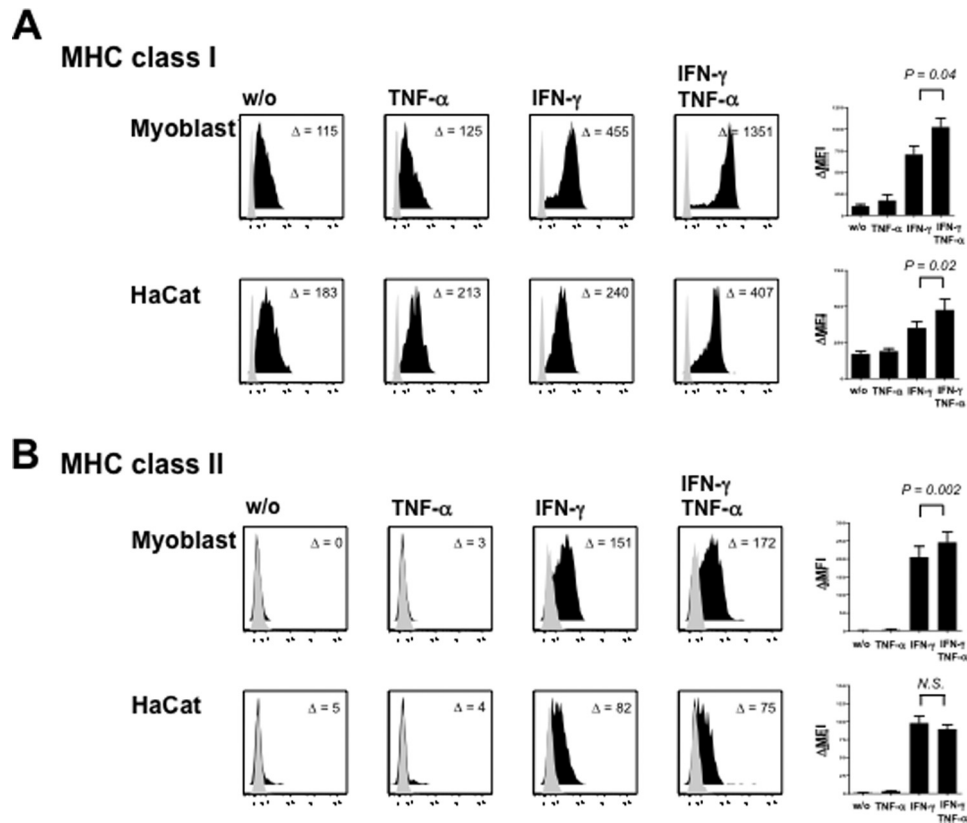 A
MHC class I
w/o
TNF-α
IFN-γ
IFN-γ
TNF-α
Myoblast
Δ = 115
Δ = 125
Δ = 455
Δ = 1351
P = 0.04
ΔMFI
w/o TNF-α IFN-γ IFN-γ
TNF-α
HaCat
Δ = 183
Δ = 213
Δ = 240
Δ = 407
P = 0.02
ΔMFI
w/o TNF-α IFN-γ IFN-γ
TNF-α
B
MHC class II
w/o
TNF-α
IFN-γ
IFN-γ
TNF-α
Myoblast
Δ = 0
Δ = 3
Δ = 151
Δ = 172
P = 0.002
ΔMFI
w/o TNF-α IFN-γ IFN-γ
TNF-α
HaCat
Δ = 5
Δ = 4
Δ = 82
Δ = 75
N.S.
ΔMFI
w/o TNF-α IFN-γ IFN-γ
TNF-α